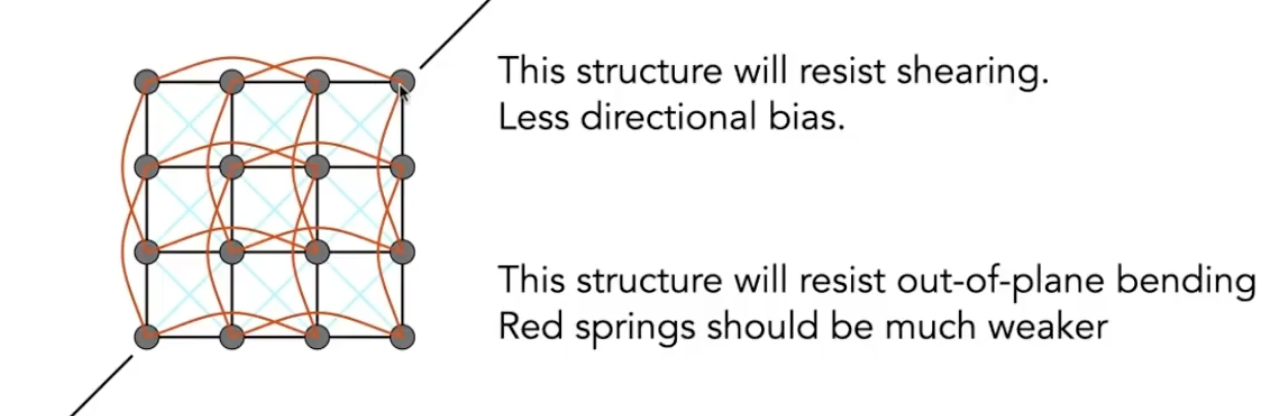 This structure will resist shearing.
Less directional bias.
This structure will resist out-of-plane bending
Red springs should be much weaker